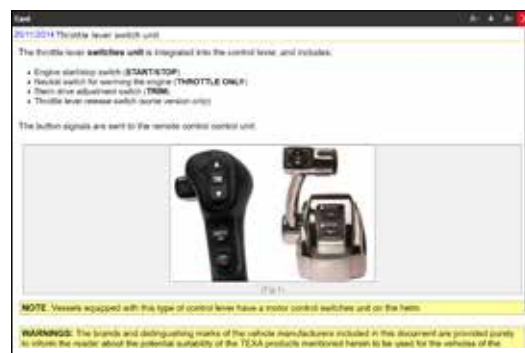 Card
A- A+
20/11/2014 Throttle lever switch unit
The throttle lever switches unit is integrated into the control lever, and includes:
Engine start/stop switch (START/STOP)
Neutral switch for warming the engine (THROTTLE ONLY)
Stern drive adjustment switch (TRIM)
Throttle lever release switch (some version only)
The button signals are sent to the remote control control unit.
(Fig.1)
NOTE: Vessels equipped with this type of control lever have a motor control switches unit on the helm.
WARNINGS: The brands and distinguishing marks of the vehicle manufacturers included in this document are provided purely
to inform the reader about the potential suitability of the TEXA products mentioned herein to be used for the vehicles of the